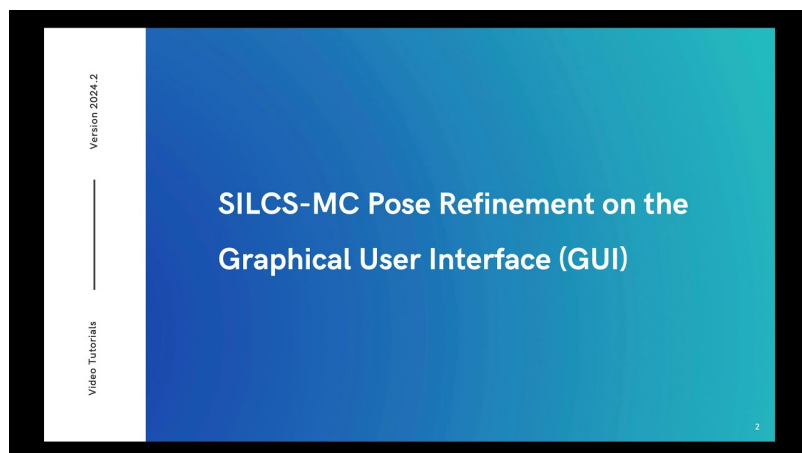 Version 2024.2
Video Tutorials
SILCS-MC Pose Refinement on the
Graphical User Interface (GUI)
2